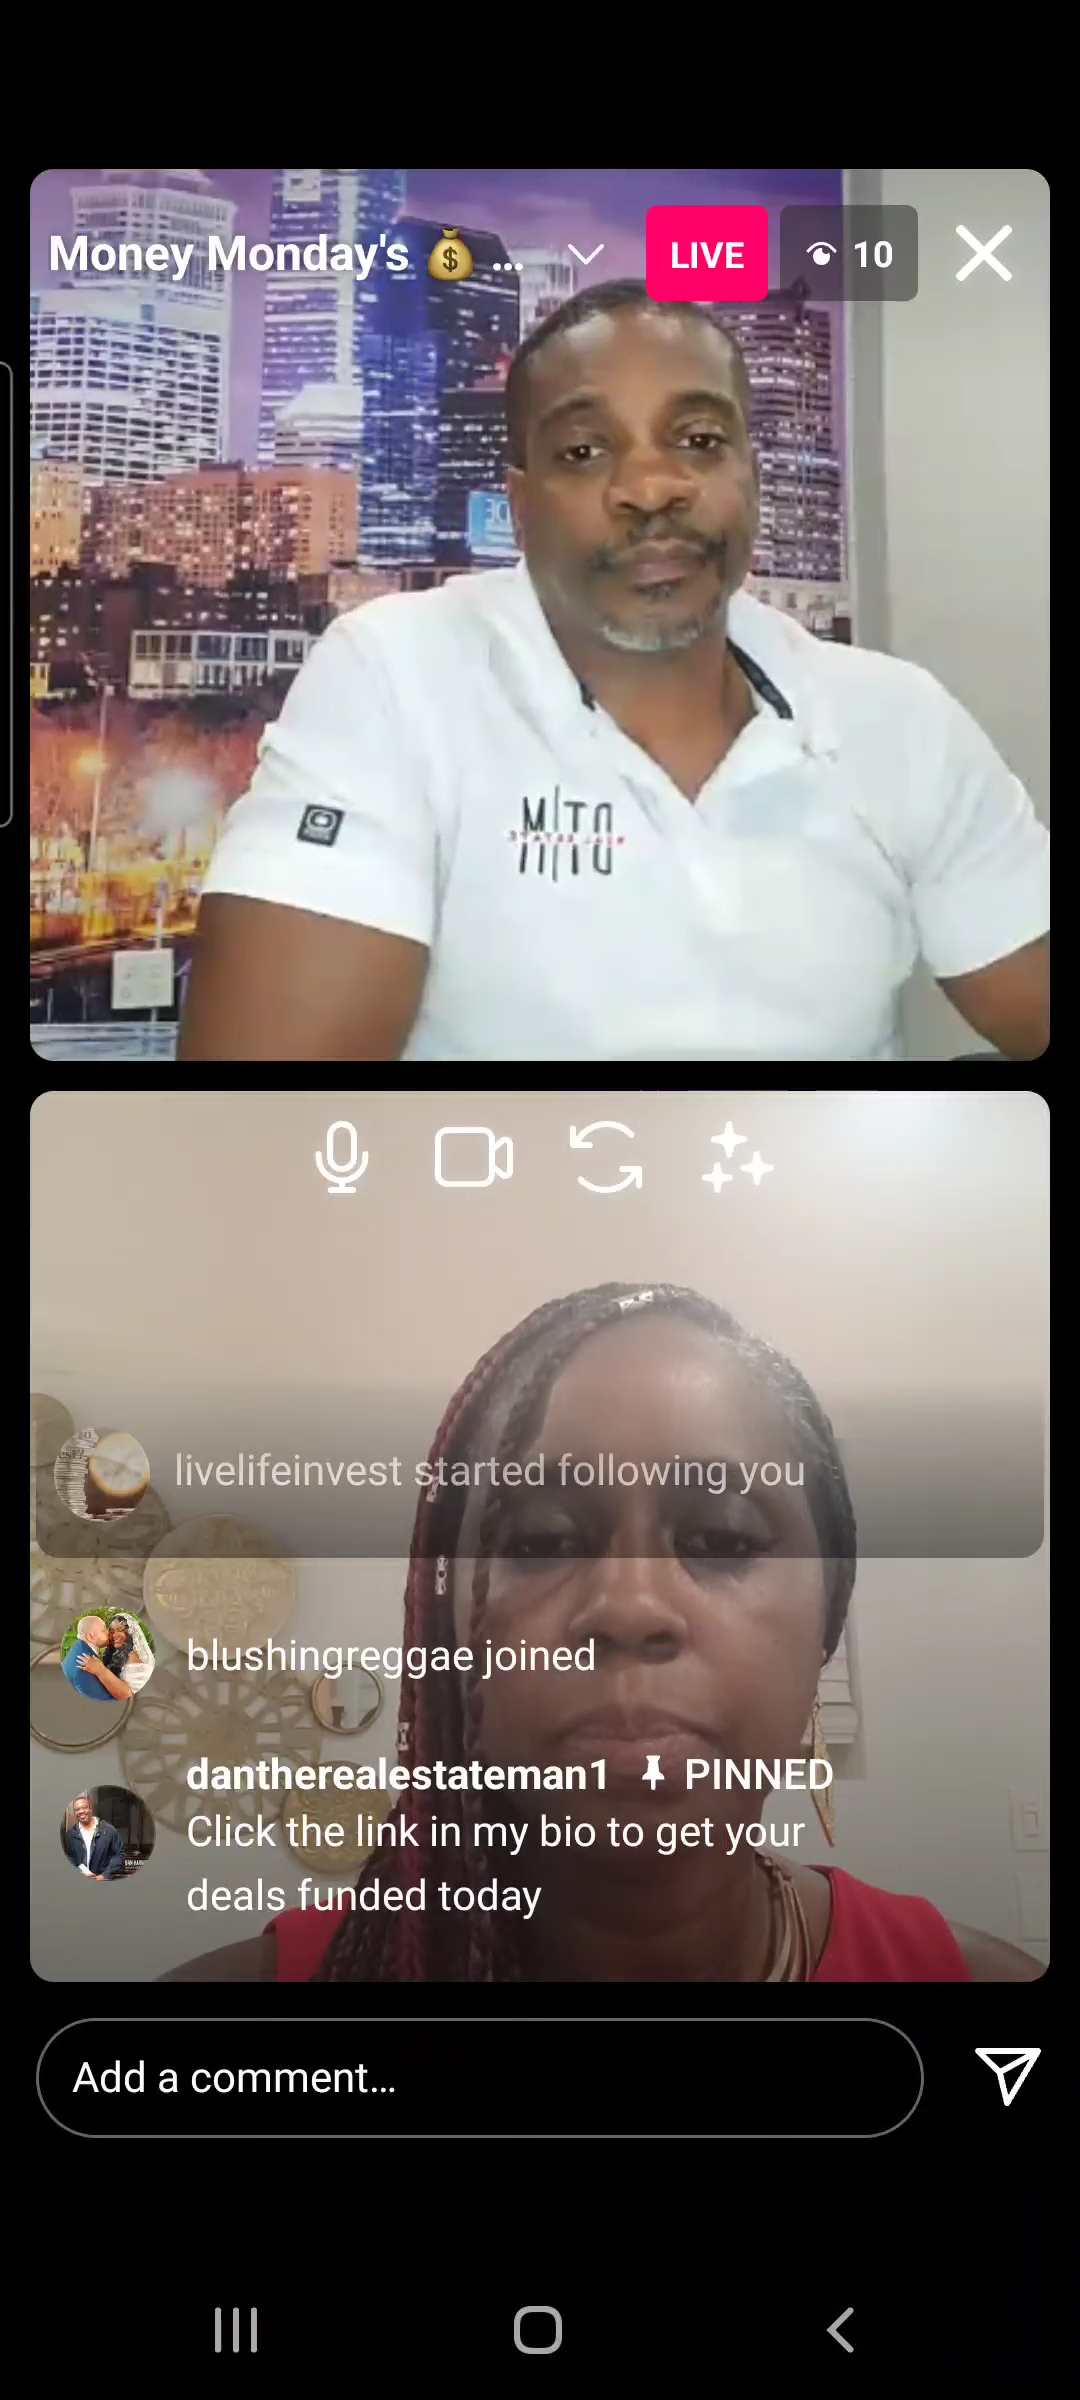 Money Monday's 💰 ...
LIVE
10
livelifeinvest started following you
blushingreggae joined
dantherealestateman1 PINNED
Click the link in my bio to get your
deals funded today
Add a comment...